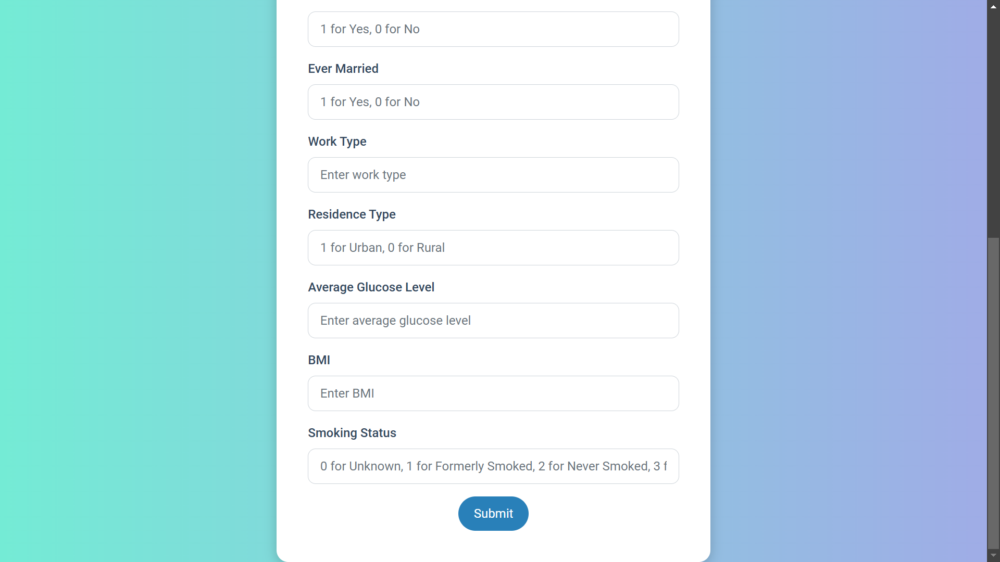 1 for Yes, 0 for No
Ever Married
1 for Yes, 0 for No
Work Type
Enter work type
Residence Type
1 for Urban, 0 for Rural
Average Glucose Level
Enter average glucose level
BMI
Enter BMI
Smoking Status
0 for Unknown, 1 for Formerly Smoked, 2 for Never Smoked, 3 f
Submit